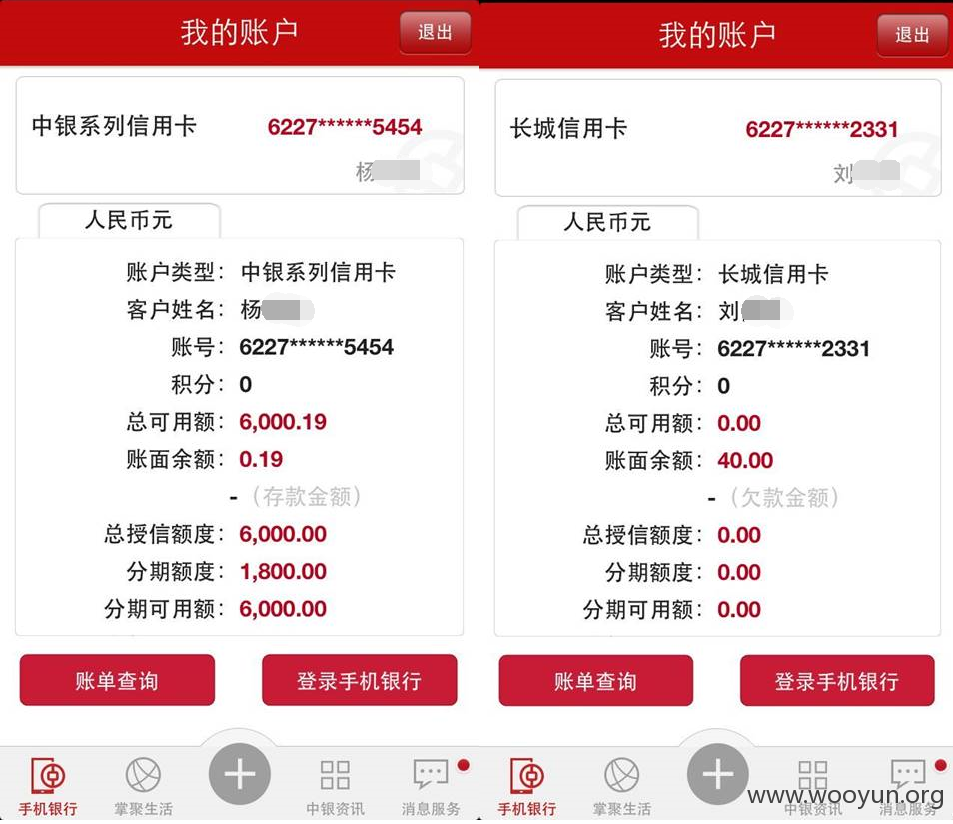 我的账户 退出
中银系列信用卡 6227******5454
杨
人民币元
账户类型：中银系列信用卡
客户姓名：杨
账号：6227******5454
积分：0
总可用额：6,000.19
账面余额：0.19
-（存款金额）
总授信额度：6,000.00
分期额度：1,800.00
分期可用额：6,000.00
账单查询 登录手机银行
手机银行 掌聚生活 中银资讯 消息服务
我的账户 退出
长城信用卡 6227******2331
刘
人民币元
账户类型：长城信用卡
客户姓名：刘
账号：6227******2331
积分：0
总可用额：0.00
账面余额：40.00
-（欠款金额）
总授信额度：0.00
分期额度：0.00
分期可用额：0.00
账单查询 登录手机银行
手机银行 掌聚生活 中银资讯 消息服务
www.wooyun.org